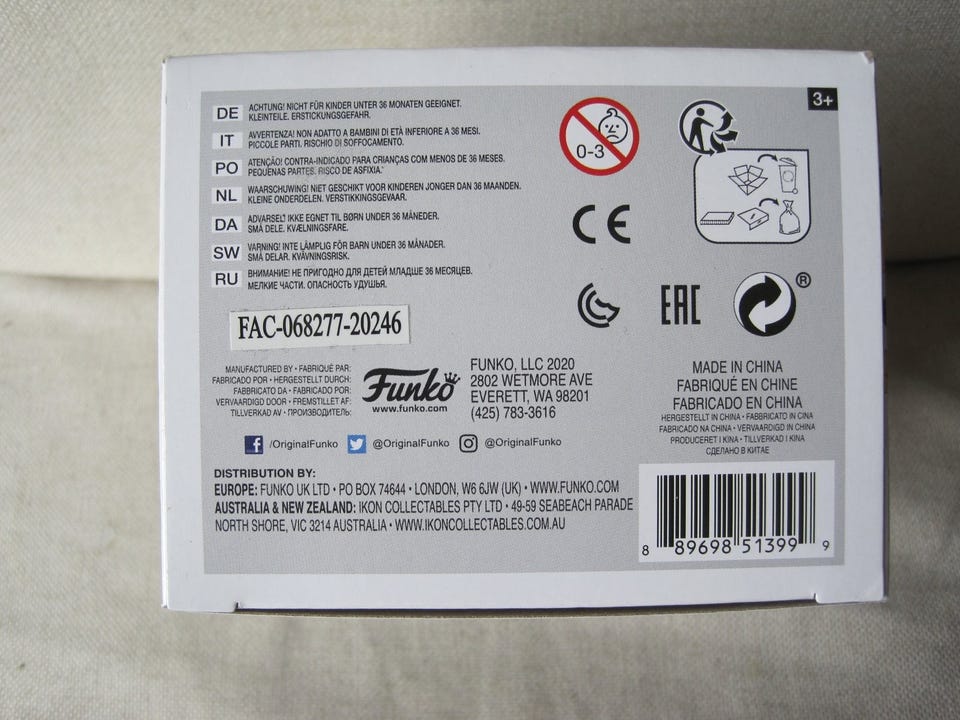 3+
DE ACHTUNG! NICHT FÜR KINDER UNTER 36 MONATEN GEEIGNET.
KLEINTEILE. ERSTICKUNGSGEFAHR.
IT AVVERTENZA! NON ADATTO A BAMBINI DI ETÀ INFERIORE A 36 MESI.
PICCOLE PARTI. RISCHIO DI SOFFOCAMENTO.
PO ATENÇÃO! CONTRA-INDICADO PARA CRIANÇAS COM MENOS DE 36 MESES.
PEQUENAS PARTES. RISCO DE ASFIXIA.
NL WAARSCHUWING! NIET GESCHIKT VOOR KINDEREN JONGER DAN 36 MAANDEN.
KLEINE ONDERDELEN. VERSTIKKINGSGEVAAR.
DA ADVARSEL! IKKE EGNET TIL BØRN UNDER 36 MÅNEDER.
SMÅ DELE. KVÆLNINGSFARE.
SW VARNING! INTE LÄMPLIG FÖR BARN UNDER 36 MÅNADER.
SMÅ DELAR. KVÄVNINGSRISK.
RU ВНИМАНИЕ! НЕ ПРИГОДНО ДЛЯ ДЕТЕЙ МЛАДШЕ 36 МЕСЯЦЕВ.
МЕЛКИЕ ЧАСТИ. ОПАСНОСТЬ УДУШЬЯ.
0-3
CE
EAC
®
FAC-068277-20246
MANUFACTURED BY • FABRIQUÉ PAR:
FABRICADO POR • HERGESTELLT DURCH:
FABBRICATO DA • FABRICADO POR:
VERVAARDIGD DOOR • FREMSTILLET AF:
TILLVERKAD AV • ПРОИЗВОДИТЕЛЬ:
Funko
www.funko.com
FUNKO, LLC 2020
2802 WETMORE AVE
EVERETT, WA 98201
(425) 783-3616
MADE IN CHINA
FABRIQUÉ EN CHINE
FABRICADO EN CHINA
HERGESTELLT IN CHINA • FABBRICATO IN CINA
FABRICADO NA CHINA • VERVAARDIGD IN CHINA
PRODUCERET I KINA • TILLVERKAD I KINA
СДЕЛАНО В КИТАЕ
f /OriginalFunko @OriginalFunko @OriginalFunko
DISTRIBUTION BY:
EUROPE: FUNKO UK LTD • PO BOX 74644 • LONDON, W6 6JW (UK) • WWW.FUNKO.COM
AUSTRALIA & NEW ZEALAND: IKON COLLECTABLES PTY LTD • 49-59 SEABEACH PARADE
NORTH SHORE, VIC 3214 AUSTRALIA • WWW.IKONCOLLECTABLES.COM.AU
8 89698 51399 9